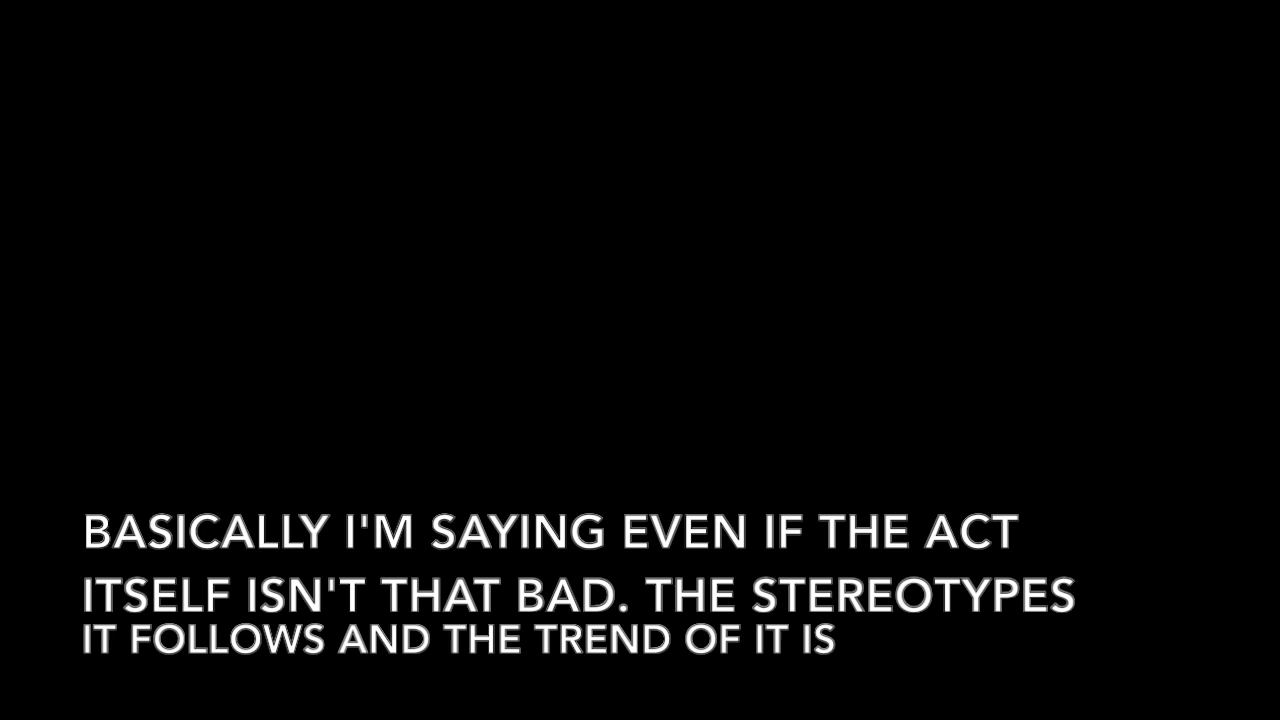 BASICALLY I'M SAYING EVEN IF THE ACT
ITSELF ISN'T THAT BAD. THE STEREOTYPES
IT FOLLOWS AND THE TREND OF IT IS